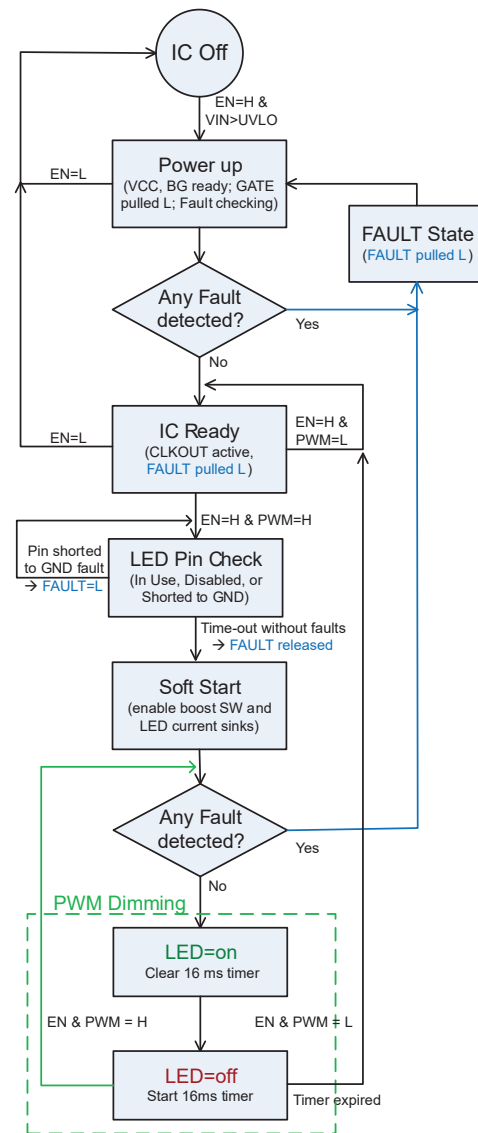 IC Off
EN=H &
VIN>UVLO
Power up
(VCC, BG ready; GATE
pulled L; Fault checking)
EN=L
FAULT State
(FAULT pulled L)
Any Fault
detected?
Yes
No
IC Ready
(CLKOUT active,
FAULT pulled L)
EN=L
EN=H &
PWM=L
EN=H & PWM=H
Pin shorted
to GND fault
→ FAULT=L
LED Pin Check
(In Use, Disabled, or
Shorted to GND)
Time-out without faults
→ FAULT released
Soft Start
(enable boost SW and
LED current sinks)
Any Fault
detected?
Yes
No
PWM Dimming
LED=on
Clear 16 ms timer
EN & PWM = H
EN & PWM = L
LED=off
Start 16ms timer
Timer expired